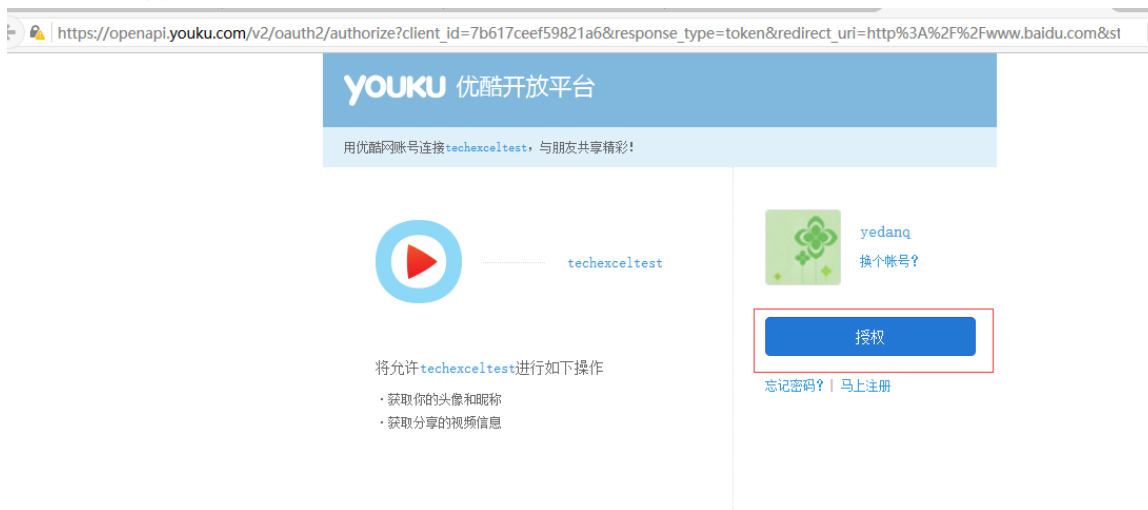 https://openapi.youku.com/v2/oauth2/authorize?client_id=7b617ceef59821a6&response_type=token&redirect_uri=http%3A%2F%2Fwww.baidu.com&st
YOUKU 优酷开放平台
用优酷网账号连接techexceltest，与朋友共享精彩！
techexceltest
yedanq
换个帐号？
授权
忘记密码？| 马上注册
将允许techexceltest进行如下操作
·获取你的头像和昵称
·获取分享的视频信息